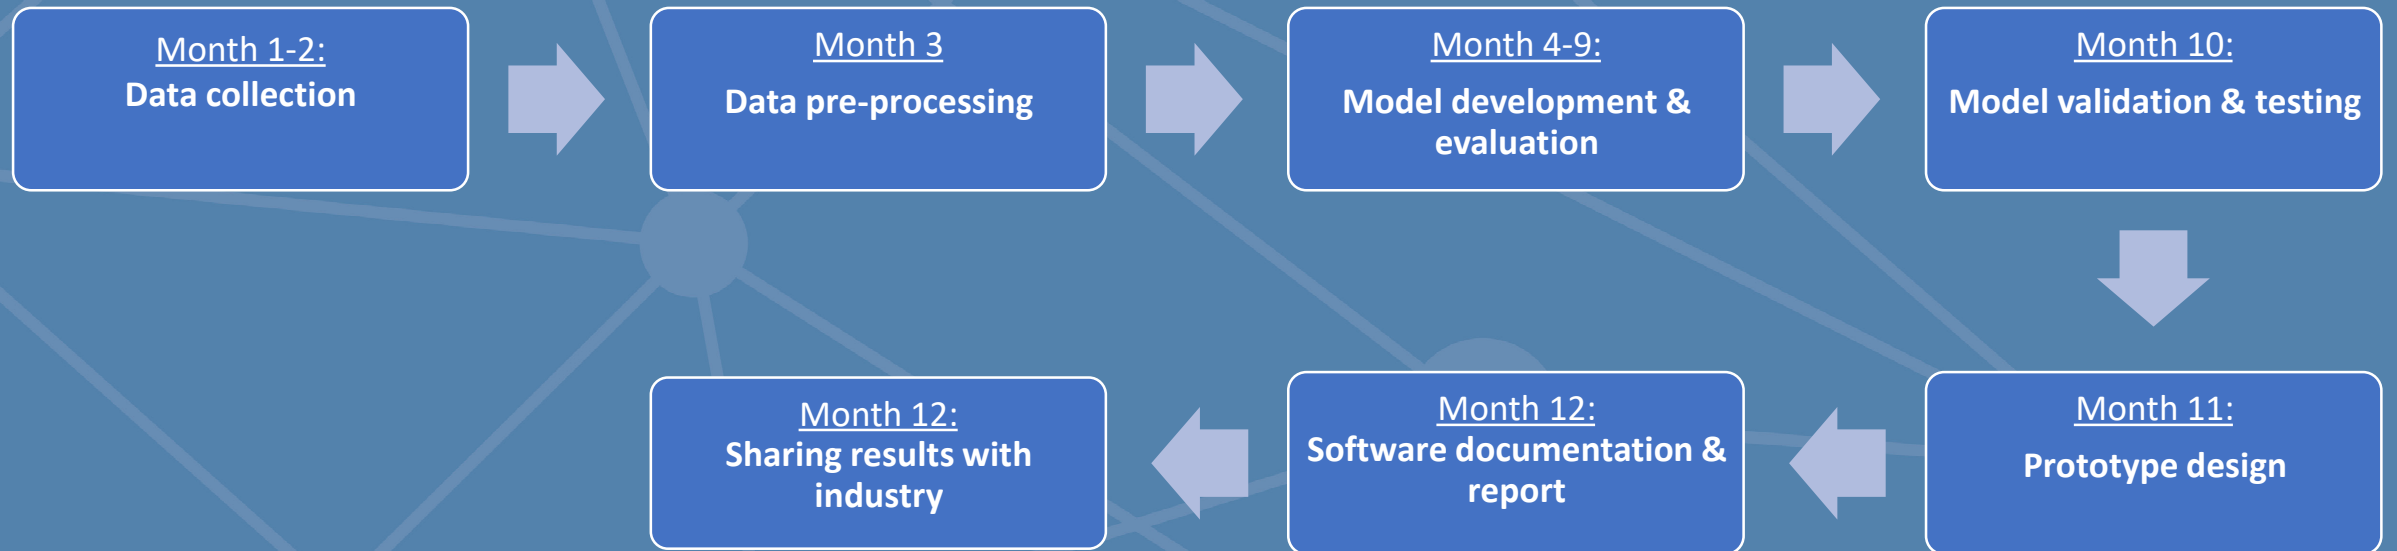 Month 1-2:
Data collection
Month 3
Data pre-processing
Month 4-9:
Model development &
evaluation
Month 10:
Model validation & testing
Month 11:
Prototype design
Month 12:
Software documentation &
report
Month 12:
Sharing results with
industry